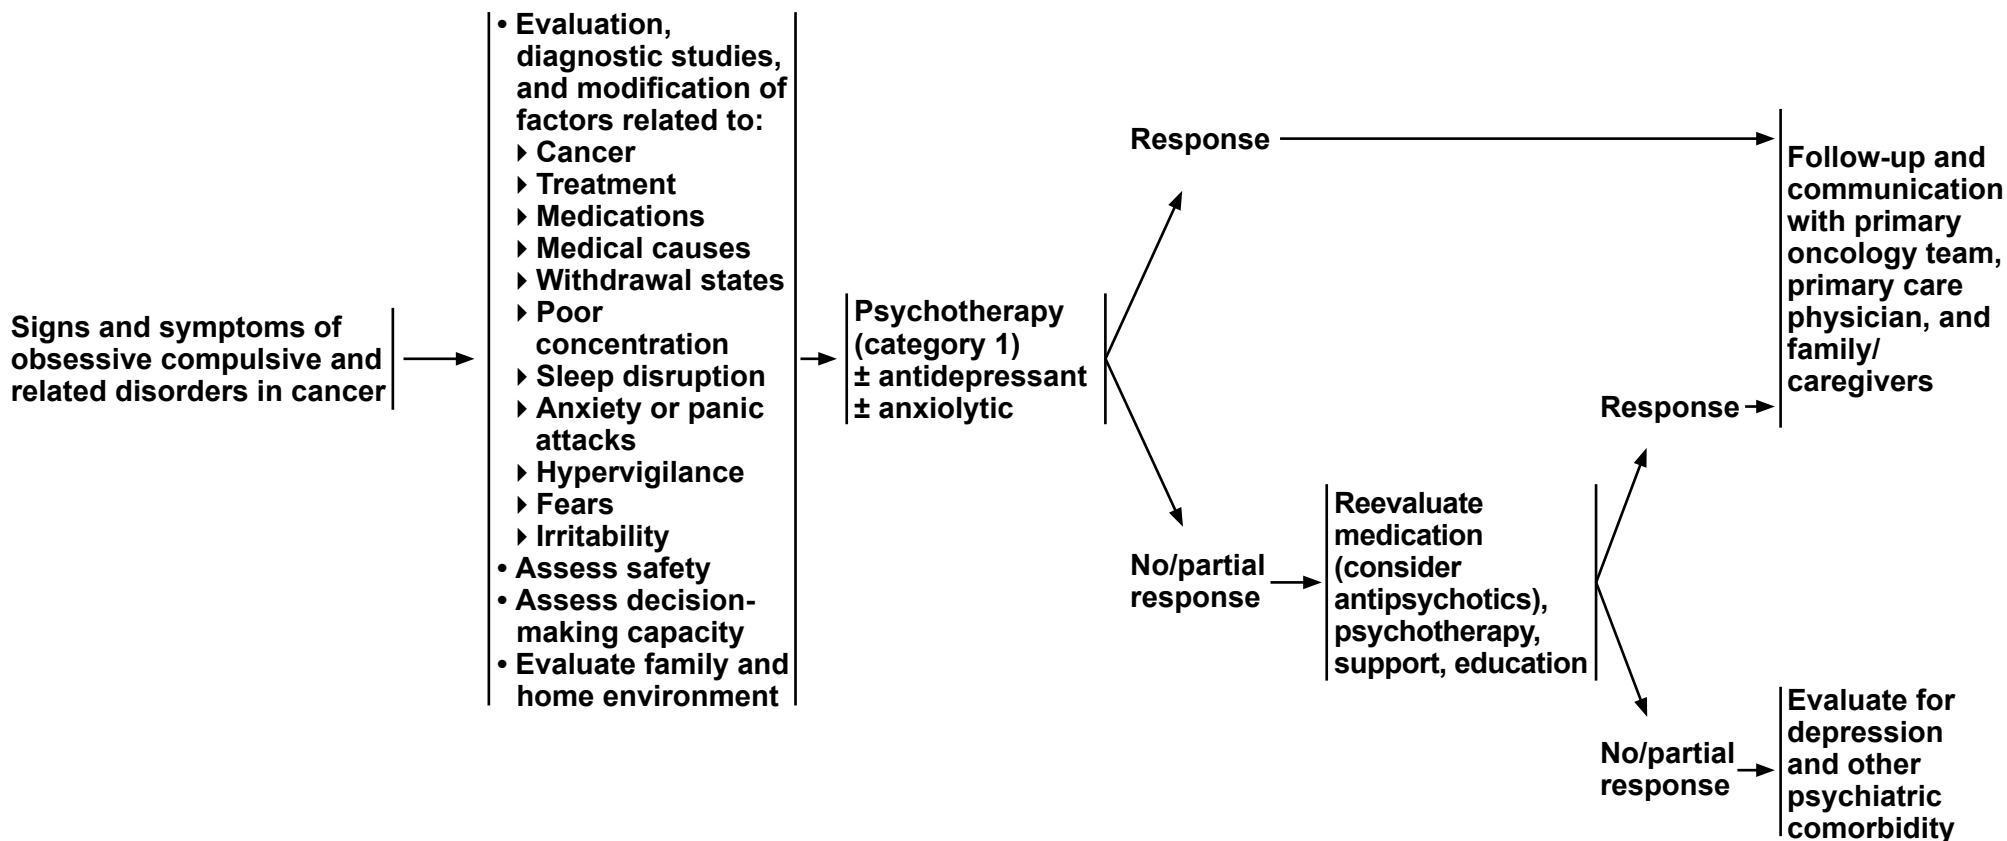 Signs and symptoms of
obsessive compulsive and
related disorders in cancer
• Evaluation,
diagnostic studies,
and modification of
factors related to:
▸ Cancer
▸ Treatment
▸ Medications
▸ Medical causes
▸ Withdrawal states
▸ Poor
concentration
▸ Sleep disruption
▸ Anxiety or panic
attacks
▸ Hypervigilance
▸ Fears
▸ Irritability
• Assess safety
• Assess decision-
making capacity
• Evaluate family and
home environment
Psychotherapy
(category 1)
± antidepressant
± anxiolytic
Response
No/partial
response
Reevaluate
medication
(consider
antipsychotics),
psychotherapy,
support, education
Response
No/partial
response
Follow-up and
communication
with primary
oncology team,
primary care
physician, and
family/
caregivers
Evaluate for
depression
and other
psychiatric
comorbidity